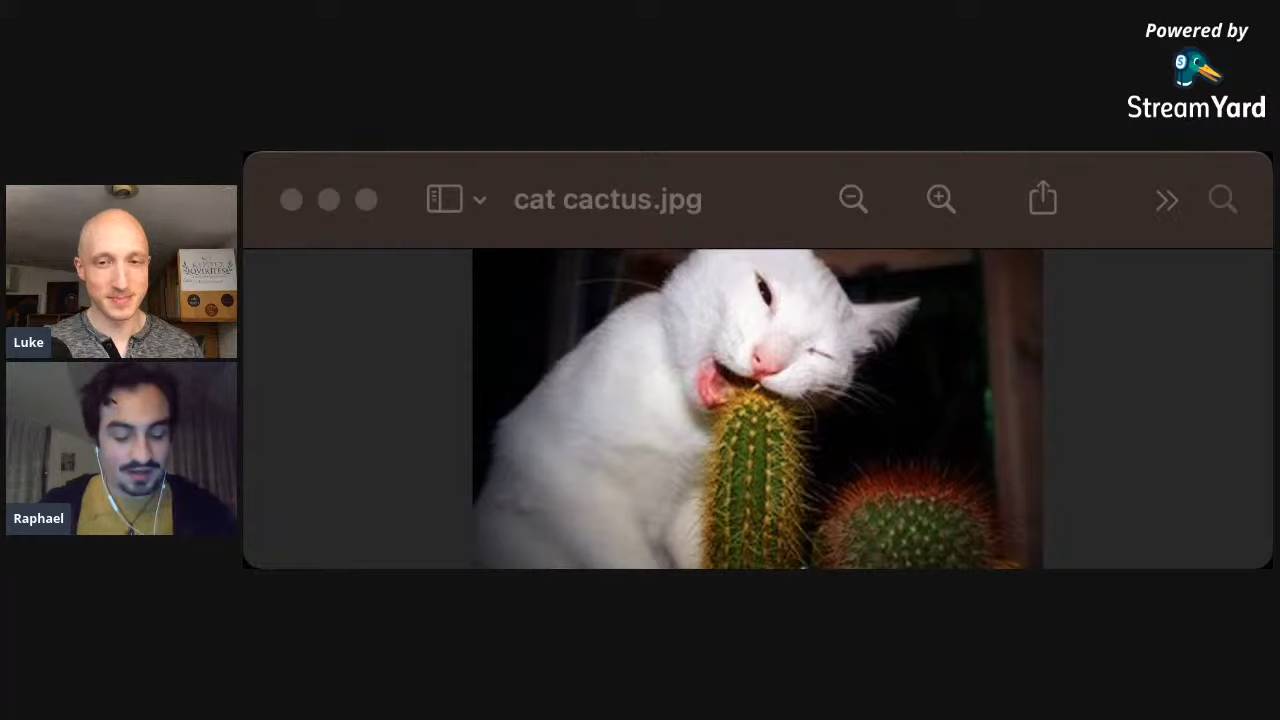 Powered by
StreamYard
cat cactus.jpg
Luke
Raphael